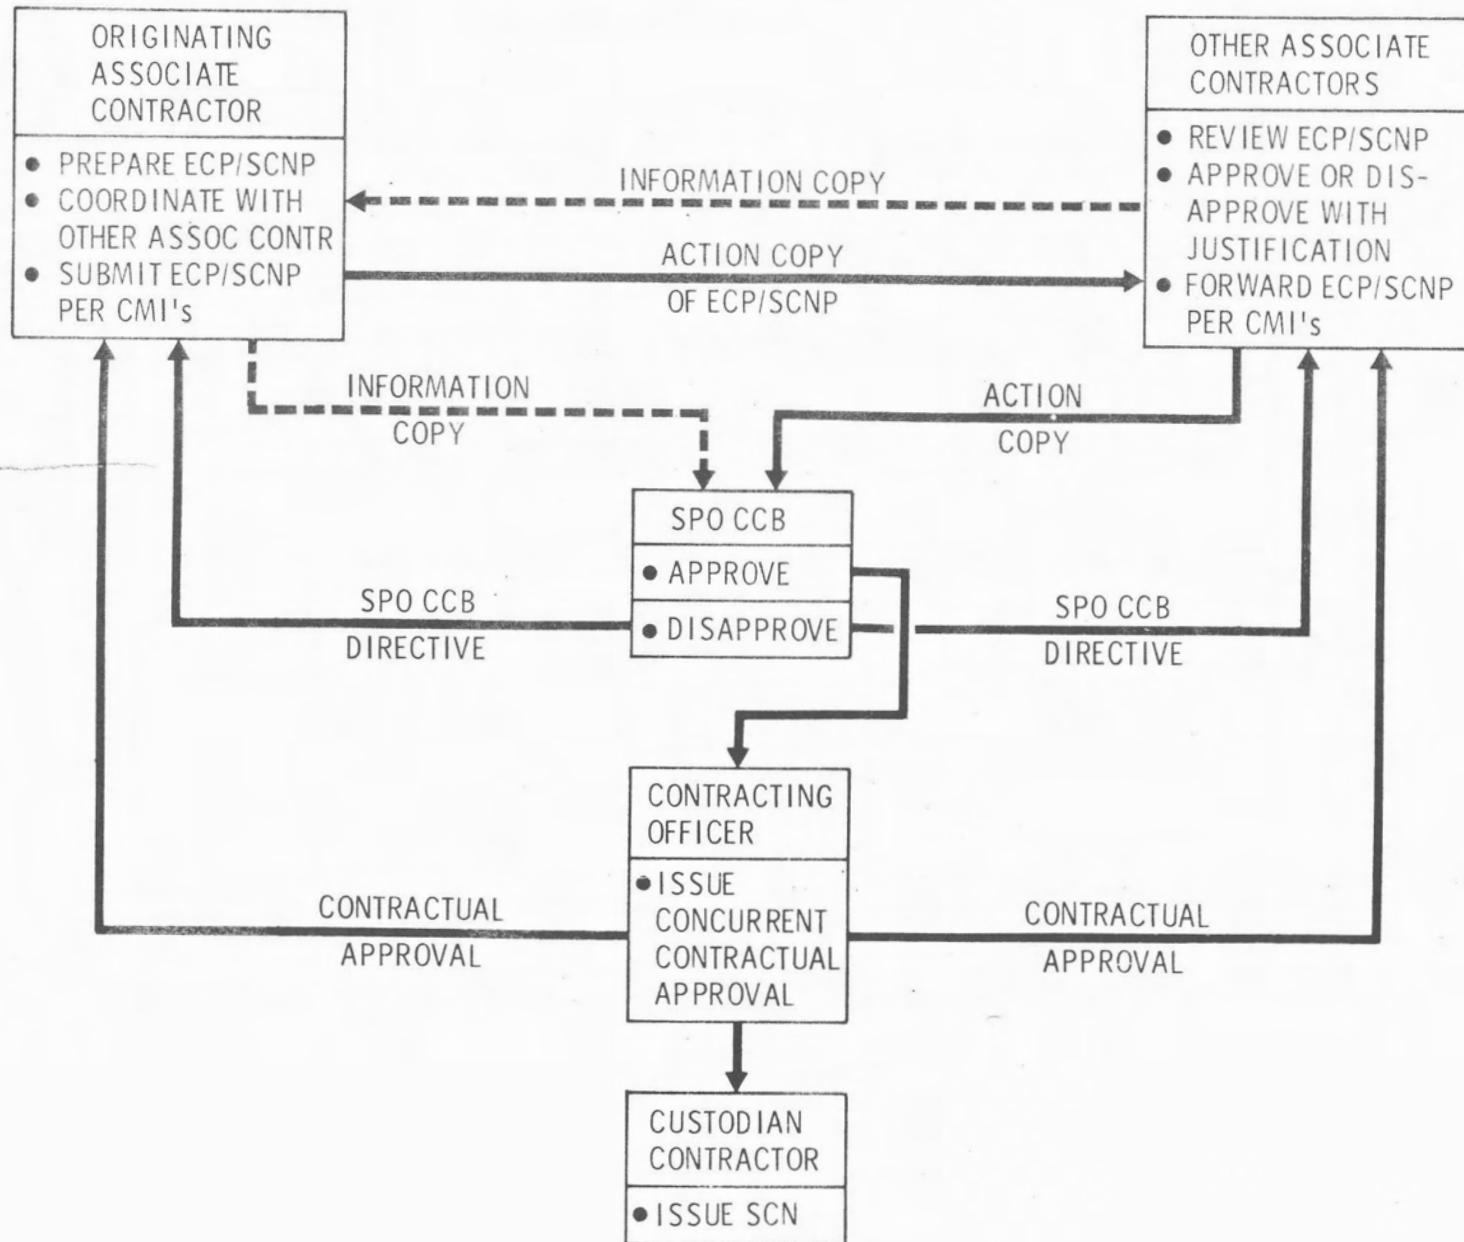 ORIGINATING
ASSOCIATE
CONTRACTOR
• PREPARE ECP/SCNP
• COORDINATE WITH
OTHER ASSOC CONTR
• SUBMIT ECP/SCNP
PER CMI's
OTHER ASSOCIATE
CONTRACTORS
• REVIEW ECP/SCNP
• APPROVE OR DIS-
APPROVE WITH
JUSTIFICATION
• FORWARD ECP/SCNP
PER CMI's
INFORMATION COPY
ACTION COPY
OF ECP/SCNP
INFORMATION
COPY
ACTION
COPY
SPO CCB
• APPROVE
• DISAPPROVE
SPO CCB
DIRECTIVE
SPO CCB
DIRECTIVE
CONTRACTING
OFFICER
• ISSUE
CONCURRENT
CONTRACTUAL
APPROVAL
CONTRACTUAL
APPROVAL
CONTRACTUAL
APPROVAL
CUSTODIAN
CONTRACTOR
• ISSUE SCN